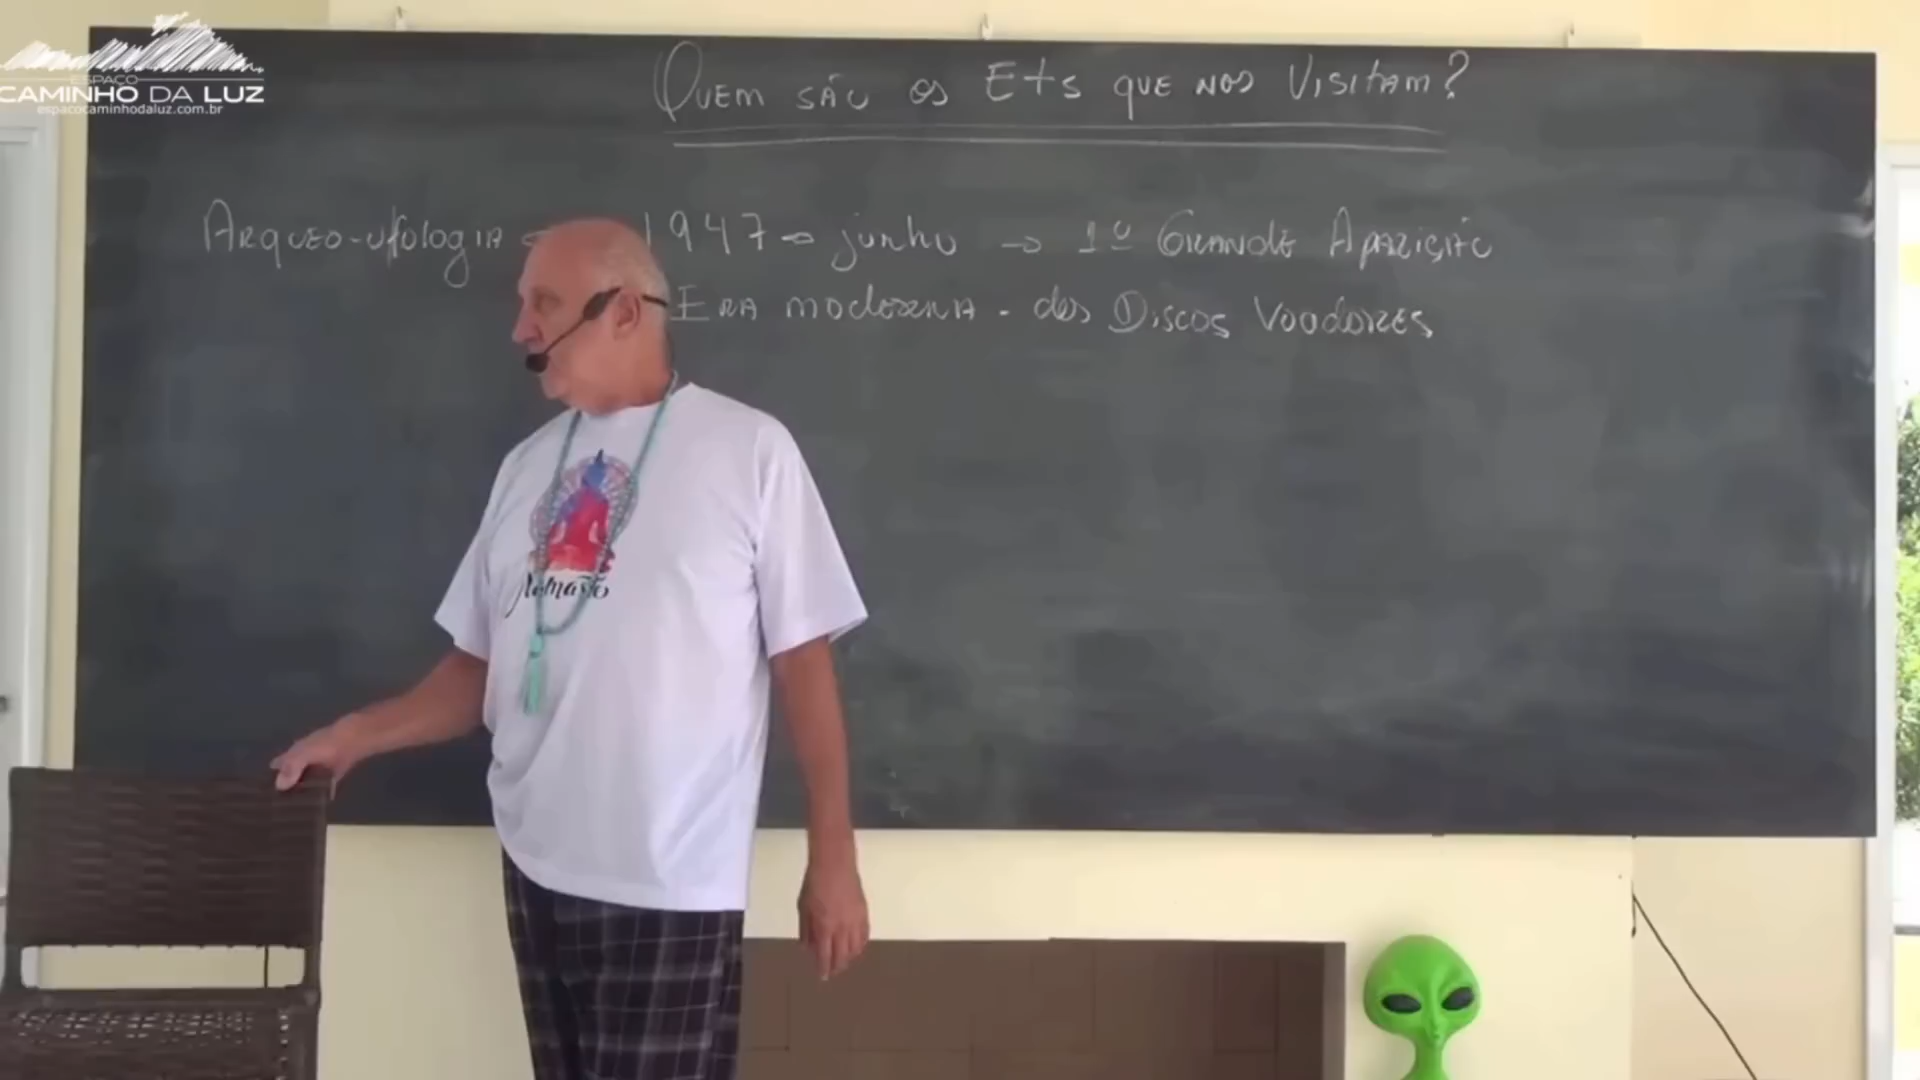 ESPAÇO
CAMINHO DA LUZ
espacocaminhodaluz.com.br
Quem são os Ets que nos Visitam?
Arqueo-ufologia 1947 → junho → 1º Grande Aparição
Era moderna - dos Discos Voadores
Namastê